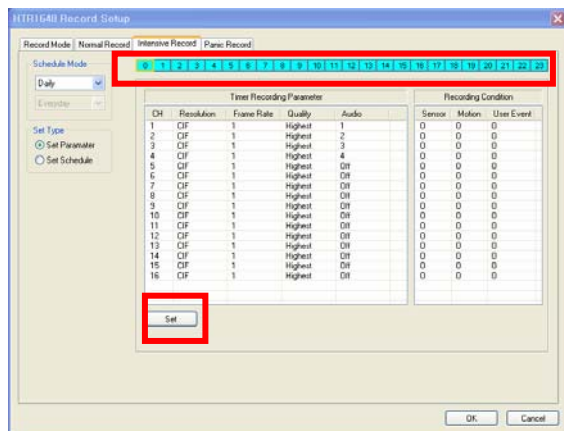 HTR1648 Record Setup
Record Mode Normal Record Intensive Record Panic Record
Schedule Mode
Daily
Everyday
Set Type
Set Paramater
Set Schedule
0 1 2 3 4 5 6 7 8 9 10 11 12 13 14 15 16 17 18 19 20 21 22 23
Timer Recording Parameter Recording Condition
CH Resolution Frame Rate Quality Audio Sensor Motion User Event
1 CIF 1 Highest 1 0 0 0
2 CIF 1 Highest 2 0 0 0
3 CIF 1 Highest 3 0 0 0
4 CIF 1 Highest 4 0 0 0
5 CIF 1 Highest Off 0 0 0
6 CIF 1 Highest Off 0 0 0
7 CIF 1 Highest Off 0 0 0
8 CIF 1 Highest Off 0 0 0
9 CIF 1 Highest Off 0 0 0
10 CIF 1 Highest Off 0 0 0
11 CIF 1 Highest Off 0 0 0
12 CIF 1 Highest Off 0 0 0
13 CIF 1 Highest Off 0 0 0
14 CIF 1 Highest Off 0 0 0
15 CIF 1 Highest Off 0 0 0
16 CIF 1 Highest Off 0 0 0
Set
OK Cancel